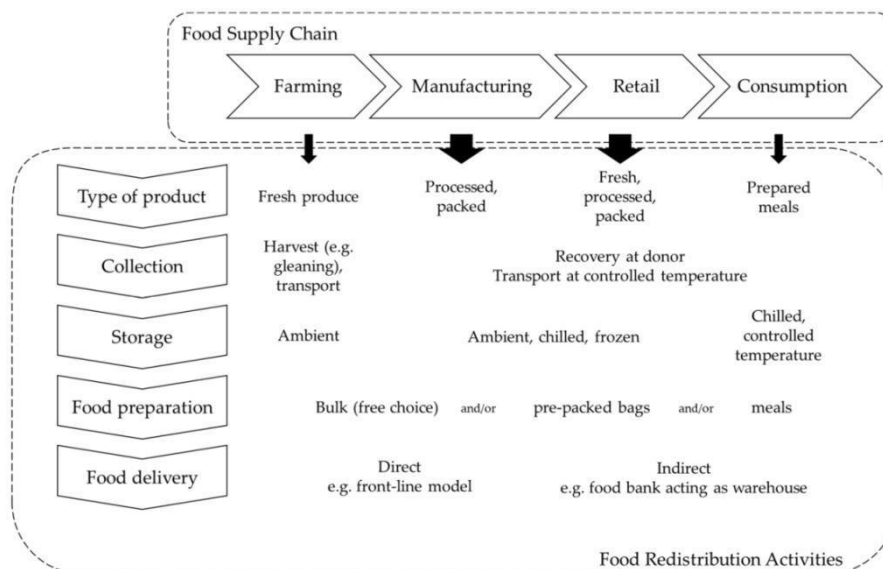 Food Supply Chain
Farming
Manufacturing
Retail
Consumption
Type of product
Fresh produce
Processed,
packed
Fresh,
processed,
packed
Prepared
meals
Collection
Harvest (e.g.
gleaning),
transport
Recovery at donor
Transport at controlled temperature
Storage
Ambient
Ambient, chilled, frozen
Chilled,
controlled
temperature
Food preparation
Bulk (free choice) and/or pre-packed bags and/or meals
Food delivery
Direct
e.g. front-line model
Indirect
e.g. food bank acting as warehouse
Food Redistribution Activities